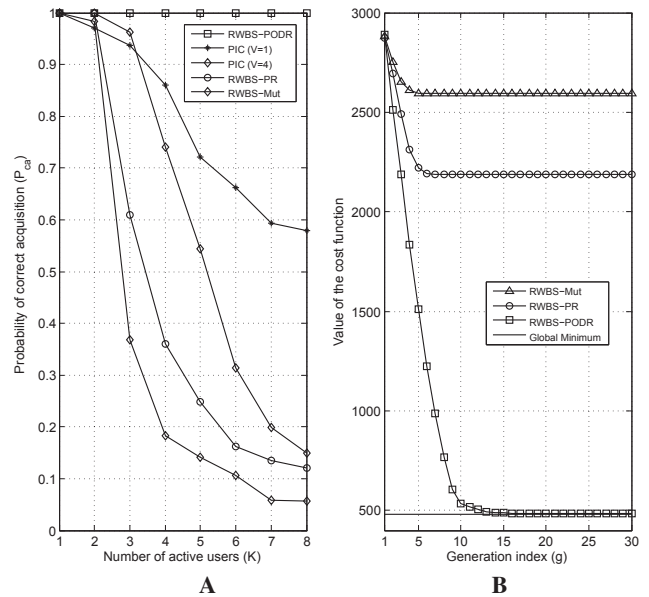 1
0.9
0.8
0.7
0.6
0.5
0.4
0.3
0.2
0.1
0
Probability of correct acquisition (P_ca)
RWBS−PODR
PIC (V=1)
PIC (V=4)
RWBS−PR
RWBS−Mut
1 2 3 4 5 6 7 8
Number of active users (K)
A
3000
2500
2000
1500
1000
500
Value of the cost function
RWBS−Mut
RWBS−PR
RWBS−PODR
Global Minimum
1 5 10 15 20 25 30
Generation index (g)
B